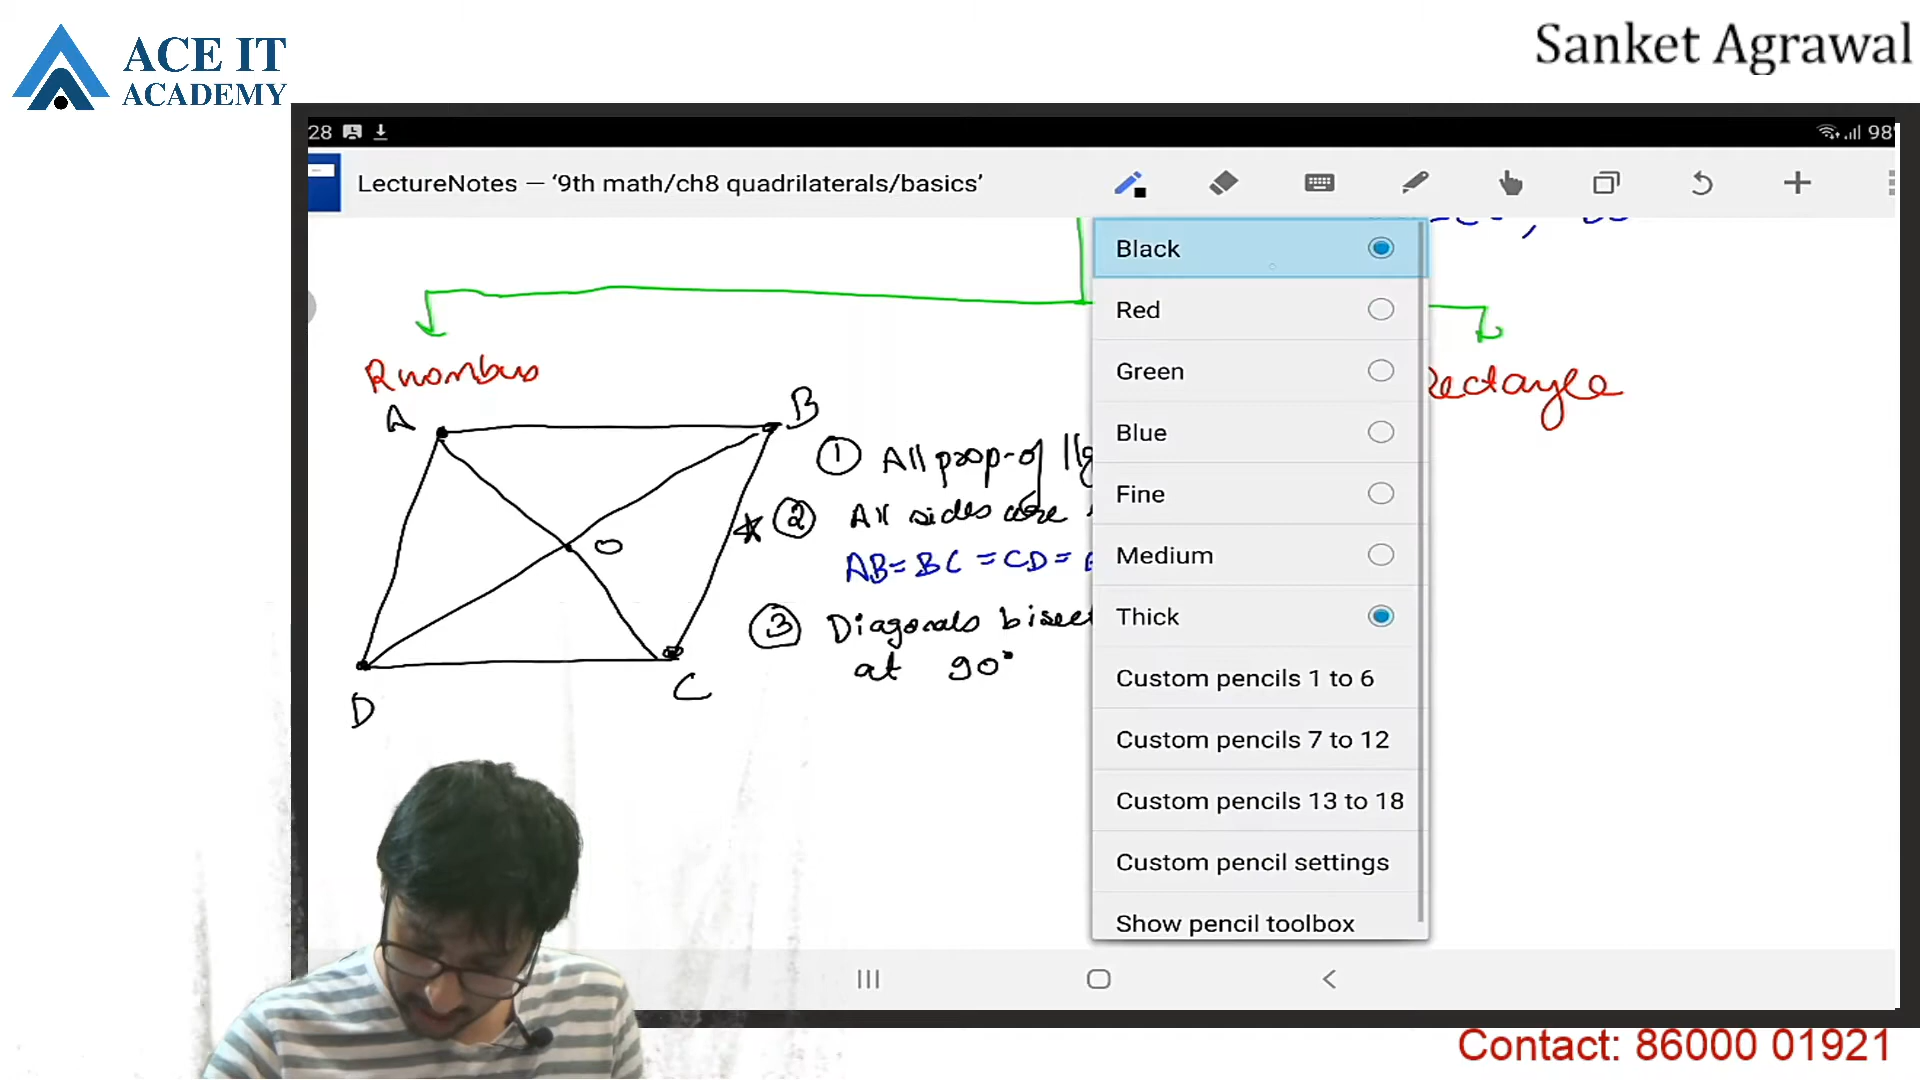 ACE IT
ACADEMY
Sanket Agrawal
28
98
LectureNotes — ‘9th math/ch8 quadrilaterals/basics’
Black
Red
Green
Blue
Fine
Medium
Thick
Custom pencils 1 to 6
Custom pencils 7 to 12
Custom pencils 13 to 18
Custom pencil settings
Show pencil toolbox
Rhombus
Rectangle
A
B
O
D
C
① All prop-of ||g
② All sides are
AB=BC=CD=
③ Diagonals bisect
at 90°
Contact: 86000 01921